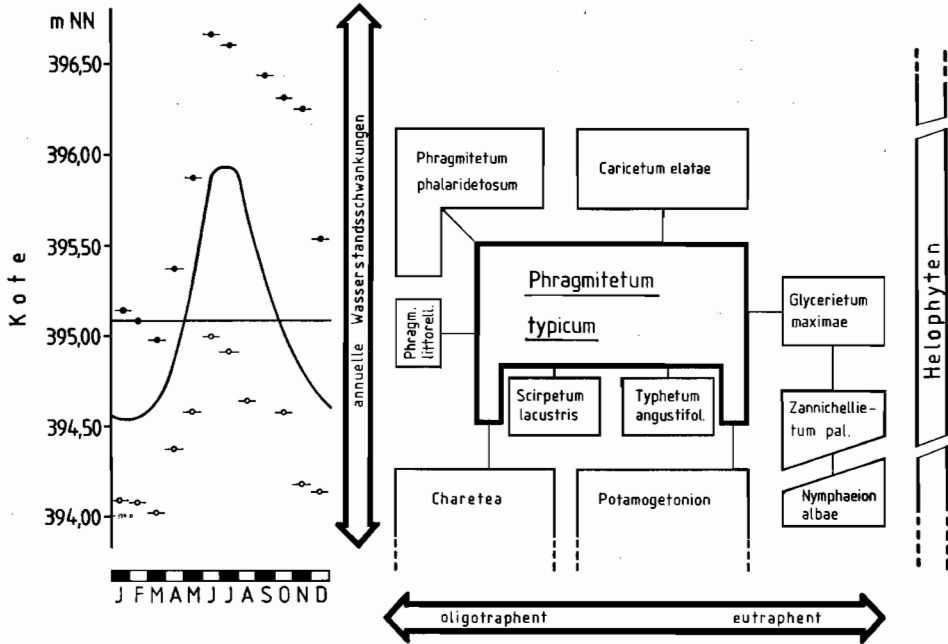 m NN
396,50
396,00
395,50
395,00
394,50
394,00
Kote
J F M A M J J A S O N D
annuelle Wasserstandsschwankungen
Phragmitetum
phalaridetosum
Caricetum elatae
Phragmitetum
typicum
Phragm.
littorell.
Glycerietum
maximae
Scirpetum
lacustris
Typhetum
angustifol.
Zannichellie-
tum pal.
Charetea
Potamogetonion
Nymphaeion
albae
Helophyten
oligotraphent
eutraphent